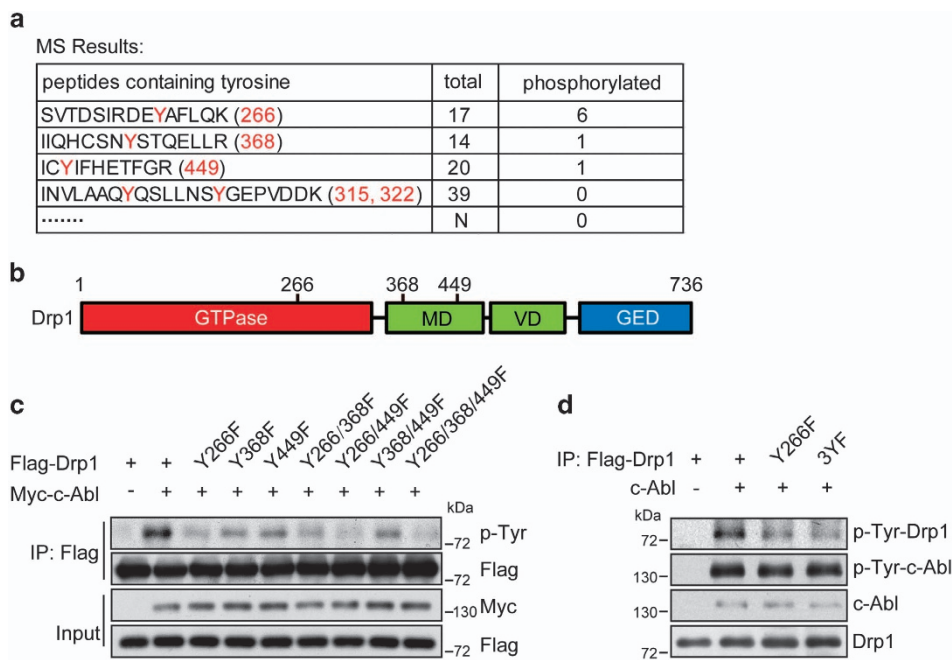 a
MS Results:
peptides containing tyrosine total phosphorylated
SVTDSIRDEYAFLQK (266) 17 6
IIQHCSNYSTQELLR (368) 14 1
ICYIFHETFGR (449) 20 1
INVLAAQYQSLLNSYGEPVDDK (315, 322) 39 0
....... N 0
b
1 266 368 449 736
Drp1 GTPase MD VD GED
c
Y266F Y368F Y449F Y266/368F Y266/449F Y368/449F Y266/368/449F
Flag-Drp1 + +
Myc-c-Abl - + + + + + + + +
kDa
IP: Flag
–72 p-Tyr
–72 Flag
Input
–130 Myc
–72 Flag
d
Y266F 3YF
IP: Flag-Drp1 + +
c-Abl - + + +
kDa
72– p-Tyr-Drp1
130– p-Tyr-c-Abl
130– c-Abl
72– Drp1